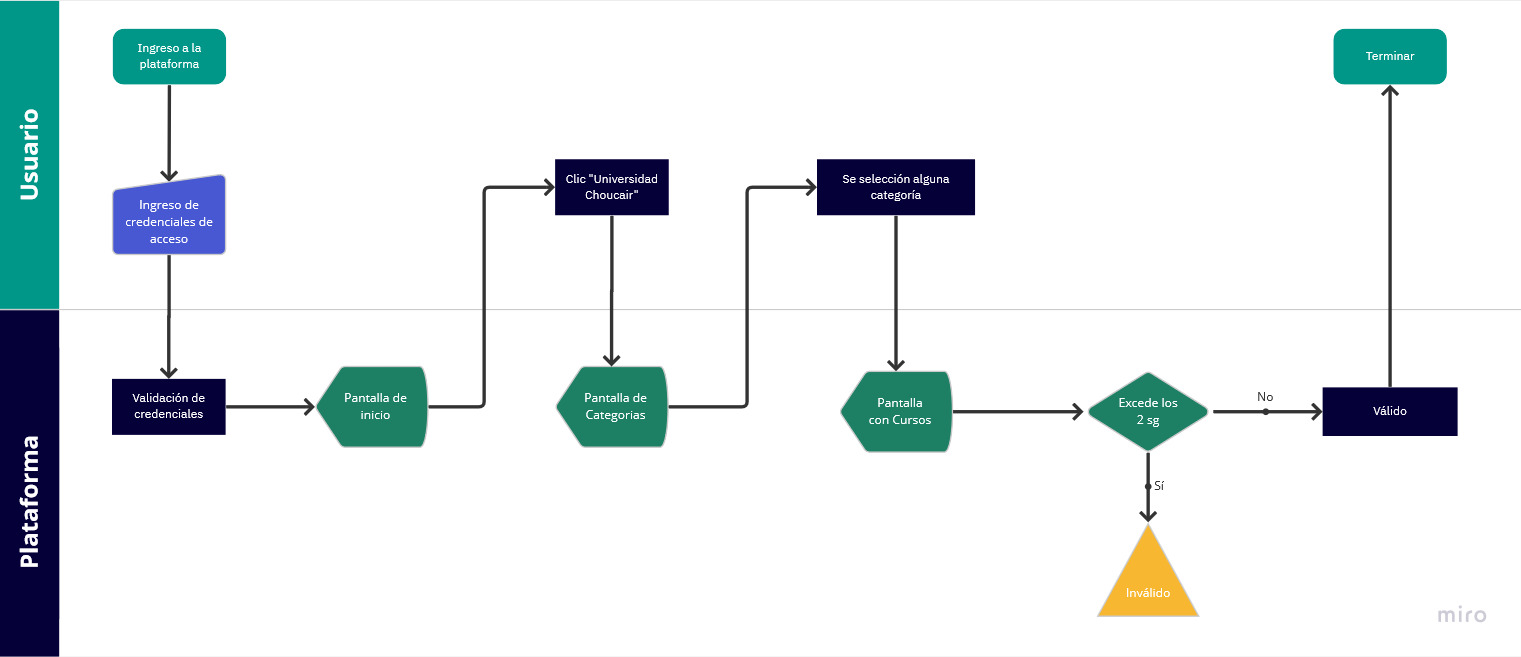 Usuario
Ingreso a la
plataforma
Ingreso de
credenciales de
acceso
Clic "Universidad
Choucair"
Se selección alguna
categoría
Terminar
Plataforma
Validación de
credenciales
Pantalla de
inicio
Pantalla de
Categorias
Pantalla
con Cursos
Excede los
2 sg
No
Válido
Sí
Inválido
miro